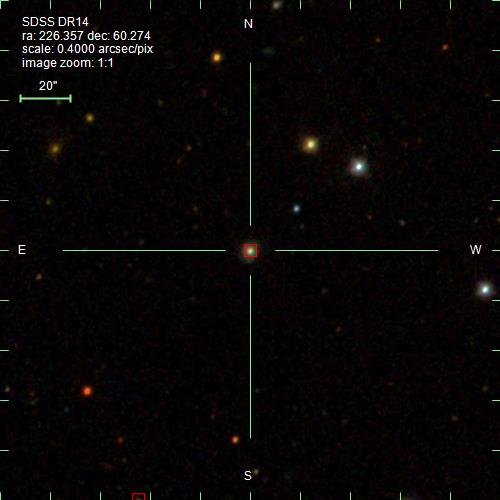 SDSS DR14
ra: 226.357 dec: 60.274
scale: 0.4000 arcsec/pix
image zoom: 1:1
20"
N
E
W
S